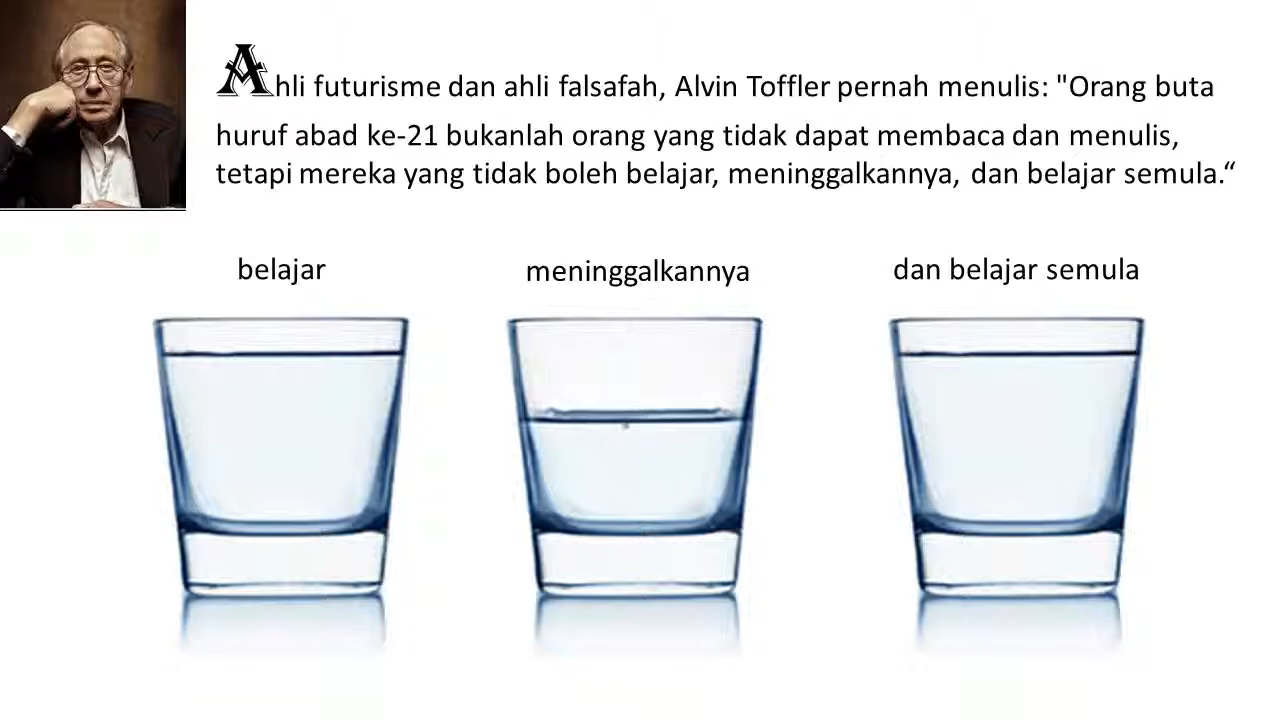 Ahli futurisme dan ahli falsafah, Alvin Toffler pernah menulis: "Orang buta
huruf abad ke-21 bukanlah orang yang tidak dapat membaca dan menulis,
tetapi mereka yang tidak boleh belajar, meninggalkannya, dan belajar semula.“
belajar
meninggalkannya
dan belajar semula